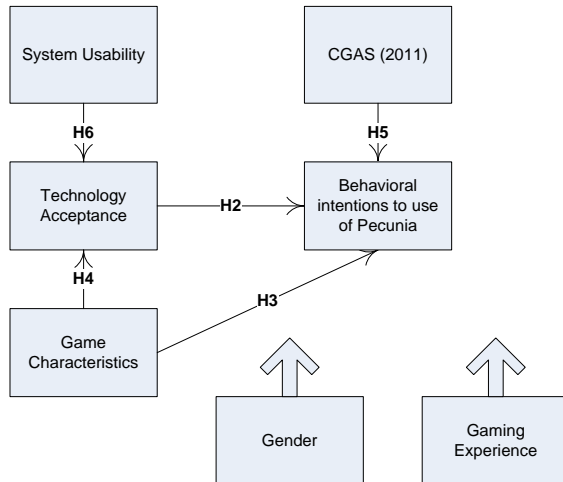 System Usability
CGAS (2011)
H6
H5
Technology
Acceptance
H2
Behavioral
intentions to use
of Pecunia
H4
H3
Game
Characteristics
Gender
Gaming
Experience